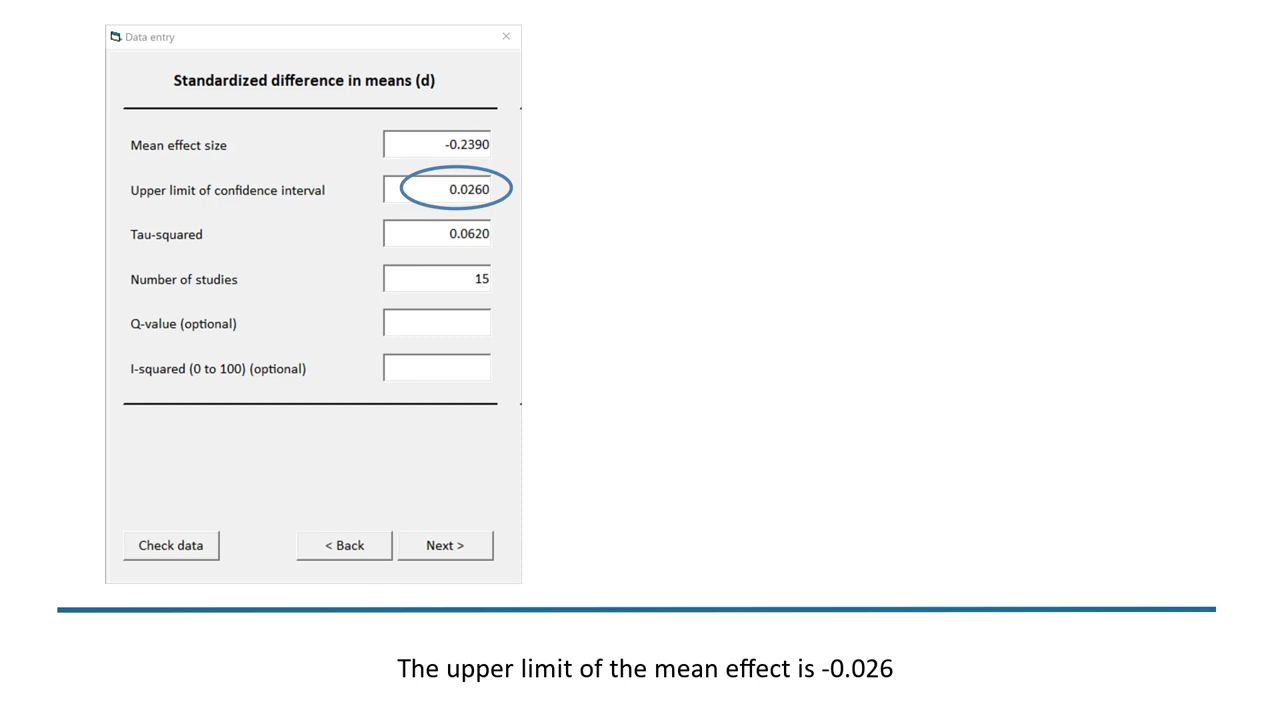 Data entry
Standardized difference in means (d)
Mean effect size -0.2390
Upper limit of confidence interval 0.0260
Tau-squared 0.0620
Number of studies 15
Q-value (optional)
I-squared (0 to 100) (optional)
Check data < Back Next >
The upper limit of the mean effect is -0.026